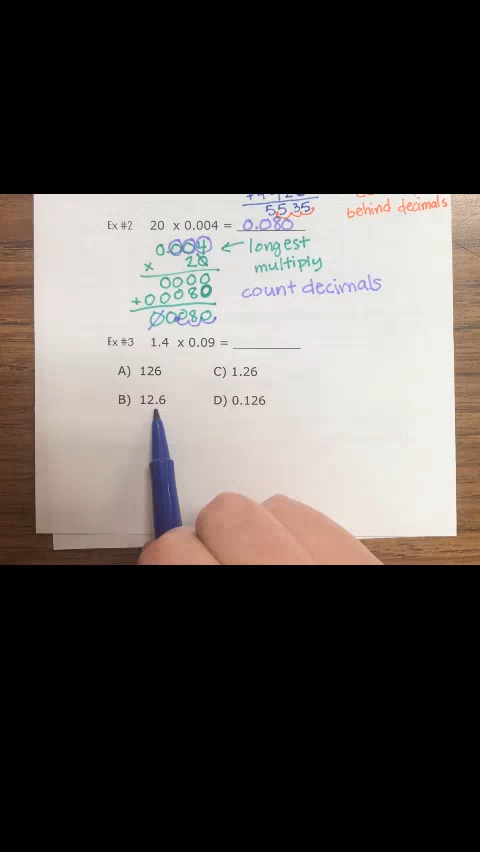 5535
behind decimals
Ex #2 20 x 0.004 = 0.080
0.004 ← longest
x 20 multiply
0000
+00080 count decimals
00080
Ex #3 1.4 x 0.09 = ________
A) 126 C) 1.26
B) 12.6 D) 0.126